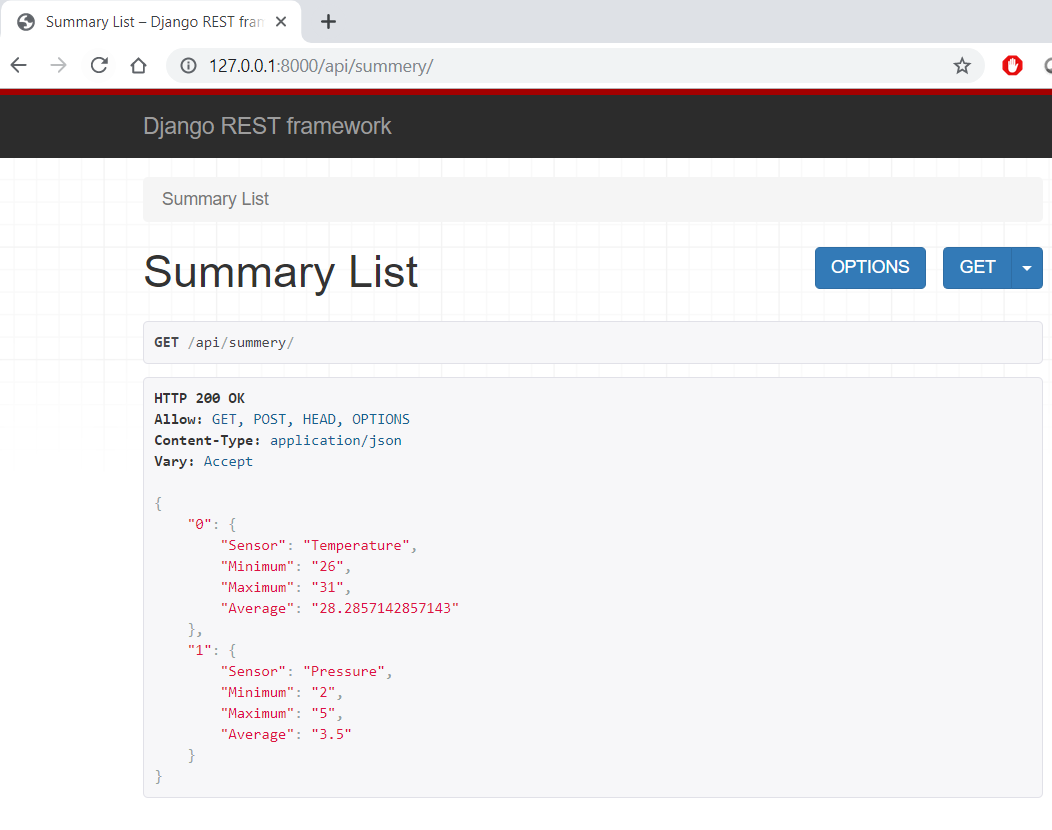 Summary List – Django REST fran
127.0.0.1:8000/api/summery/
Django REST framework
Summary List
Summary List
OPTIONS
GET
GET /api/summery/
HTTP 200 OK
Allow: GET, POST, HEAD, OPTIONS
Content-Type: application/json
Vary: Accept
{
    "0": {
        "Sensor": "Temperature",
        "Minimum": "26",
        "Maximum": "31",
        "Average": "28.2857142857143"
    },
    "1": {
        "Sensor": "Pressure",
        "Minimum": "2",
        "Maximum": "5",
        "Average": "3.5"
    }
}